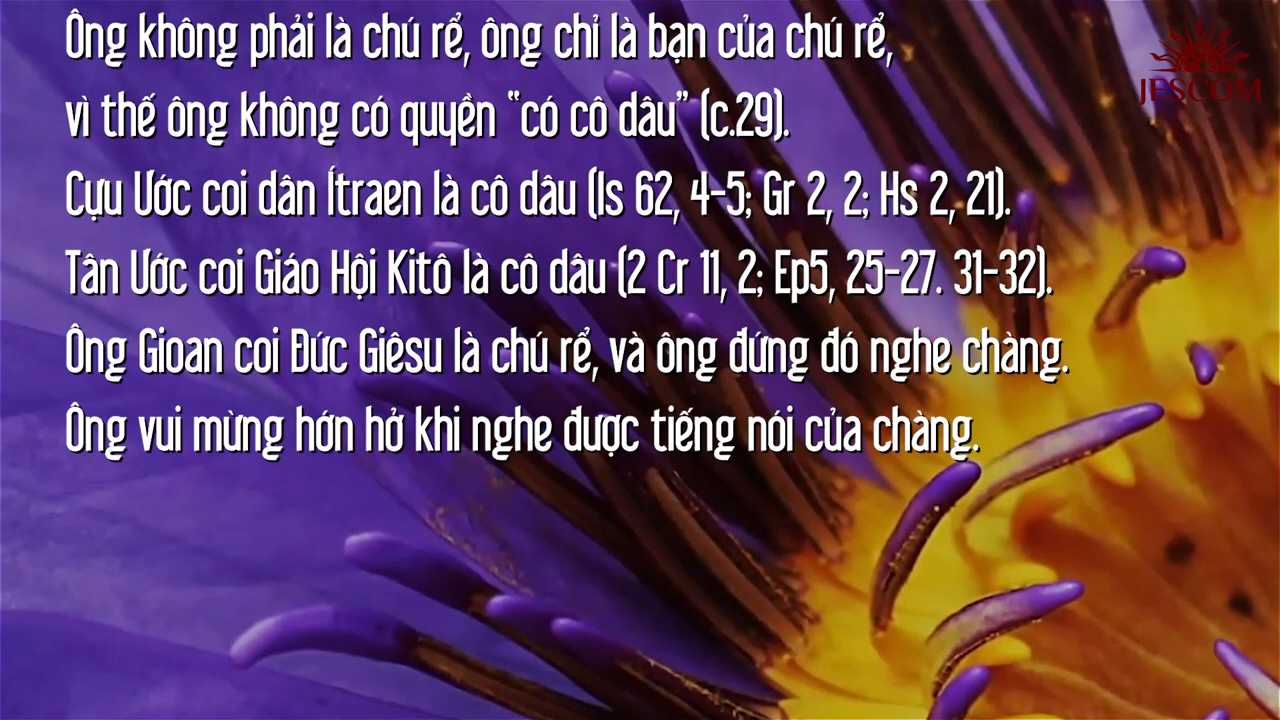 Ông không phải là chú rể, ông chỉ là bạn của chú rể,
JESCOM
vì thế ông không có quyền “có cô dâu” (c.29).
Cựu Ước coi dân Ítraen là cô dâu (Is 62, 4-5; Gr 2, 2; Hs 2, 21).
Tân Ước coi Giáo Hội Kitô là cô dâu (2 Cr 11, 2; Ep5, 25-27. 31-32).
Ông Gioan coi Đức Giêsu là chú rể, và ông đứng đó nghe chàng.
Ông vui mừng hớn hở khi nghe được tiếng nói của chàng.